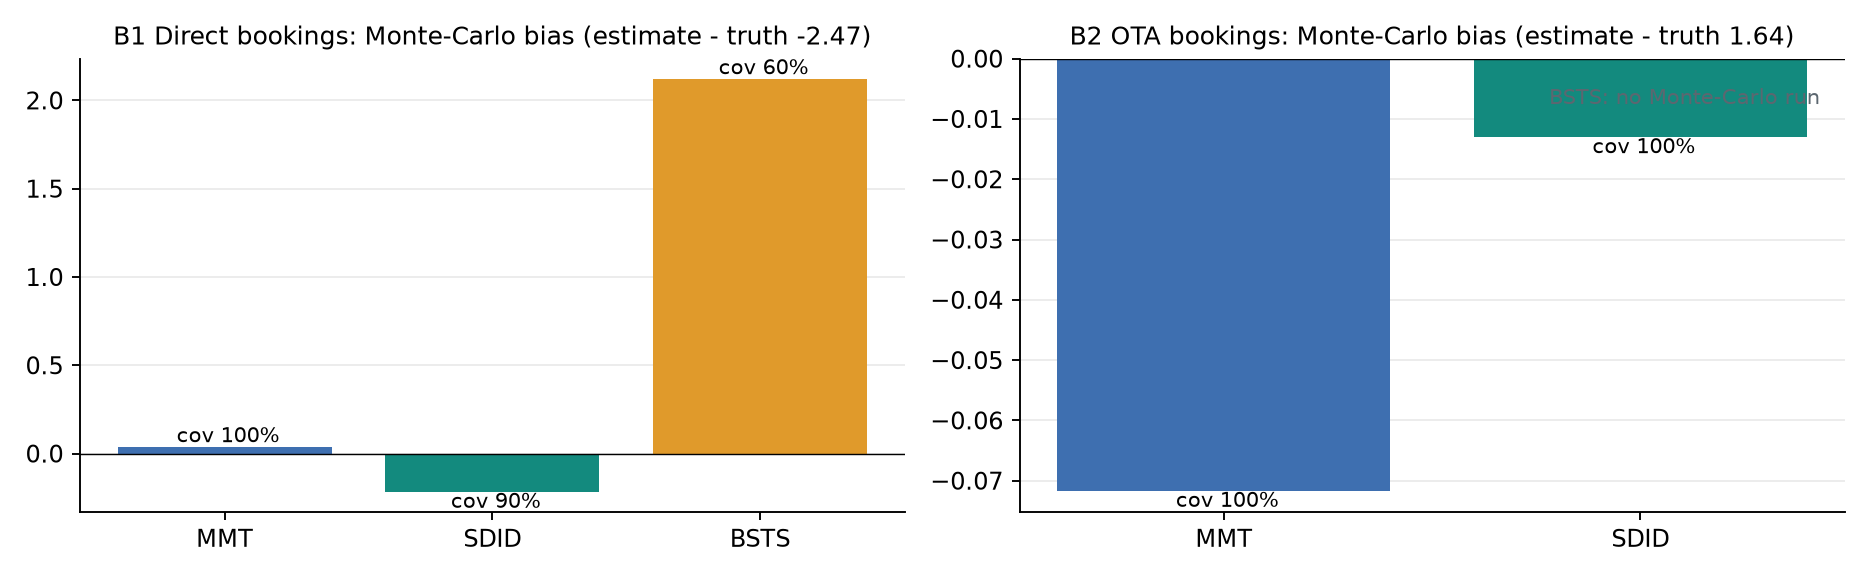 B1 Direct bookings: Monte-Carlo bias (estimate - truth -2.47)
cov 60%
2.0
1.5
1.0
0.5
cov 100%
0.0
cov 90%
MMT
SDID
BSTS
B2 OTA bookings: Monte-Carlo bias (estimate - truth 1.64)
0.00
BSTS: no Monte-Carlo run
−0.01
cov 100%
−0.02
−0.03
−0.04
−0.05
−0.06
−0.07
cov 100%
MMT
SDID